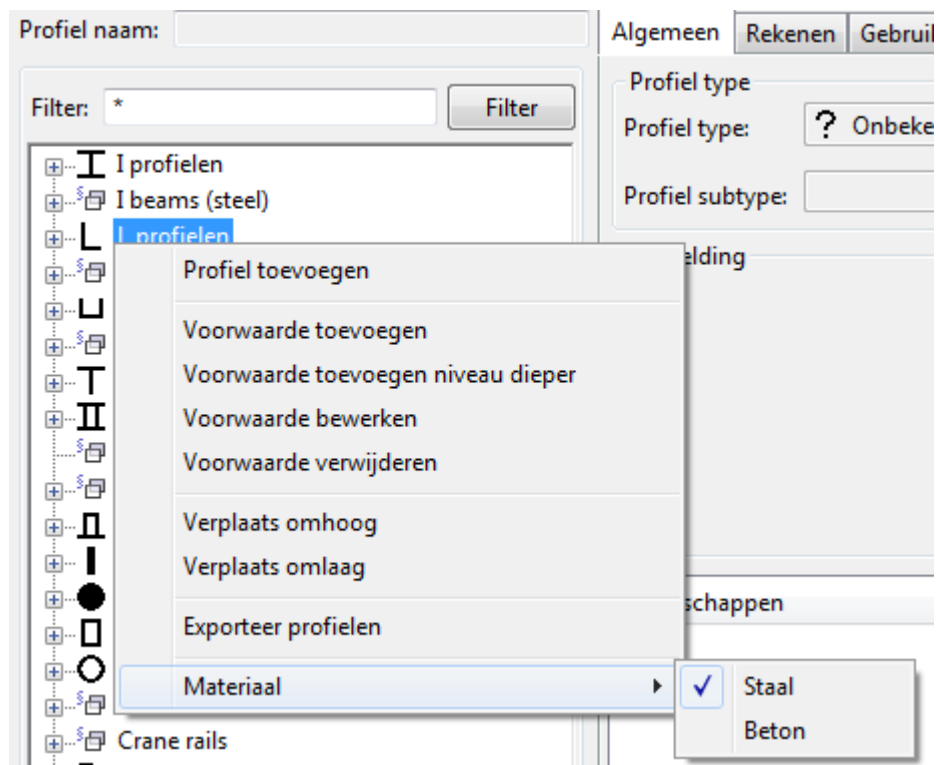 Profiel naam:
Algemeen
Rekenen
Gebruik
Filter: *
Filter
Profiel type
Profiel type:
? Onbeke
Profiel subtype:
I profielen
I beams (steel)
L profielen
elding
Profiel toevoegen
Voorwaarde toevoegen
Voorwaarde toevoegen niveau dieper
Voorwaarde bewerken
Voorwaarde verwijderen
Verplaats omhoog
Verplaats omlaag
Exporteer profielen
Materiaal
schappen
Staal
Beton
Crane rails